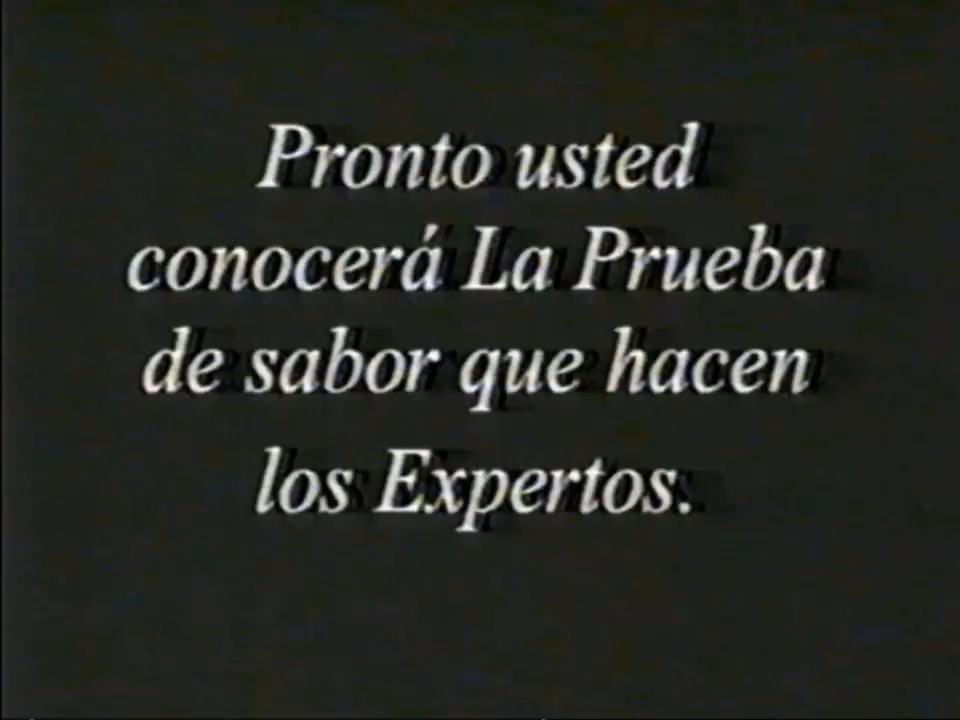 Pronto usted
conocerá La Prueba
de sabor que hacen
los Expertos.